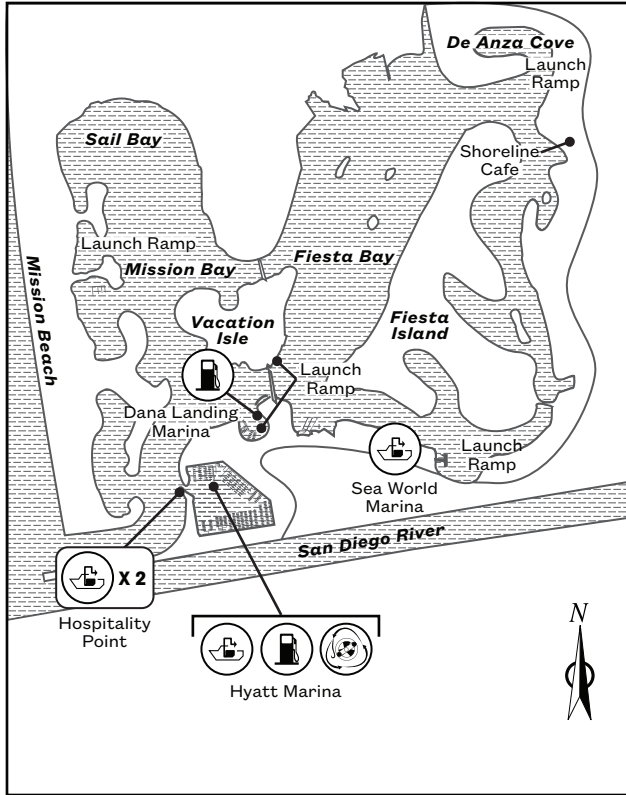 De Anza Cove
Launch
Ramp
Sail Bay
Shoreline
Cafe
Launch Ramp
Mission Bay
Fiesta Bay
Mission Beach
Vacation
Isle
Fiesta
Island
Launch
Ramp
Dana Landing
Marina
Launch
Ramp
Sea World
Marina
San Diego River
X 2
Hospitality
Point
Hyatt Marina
N